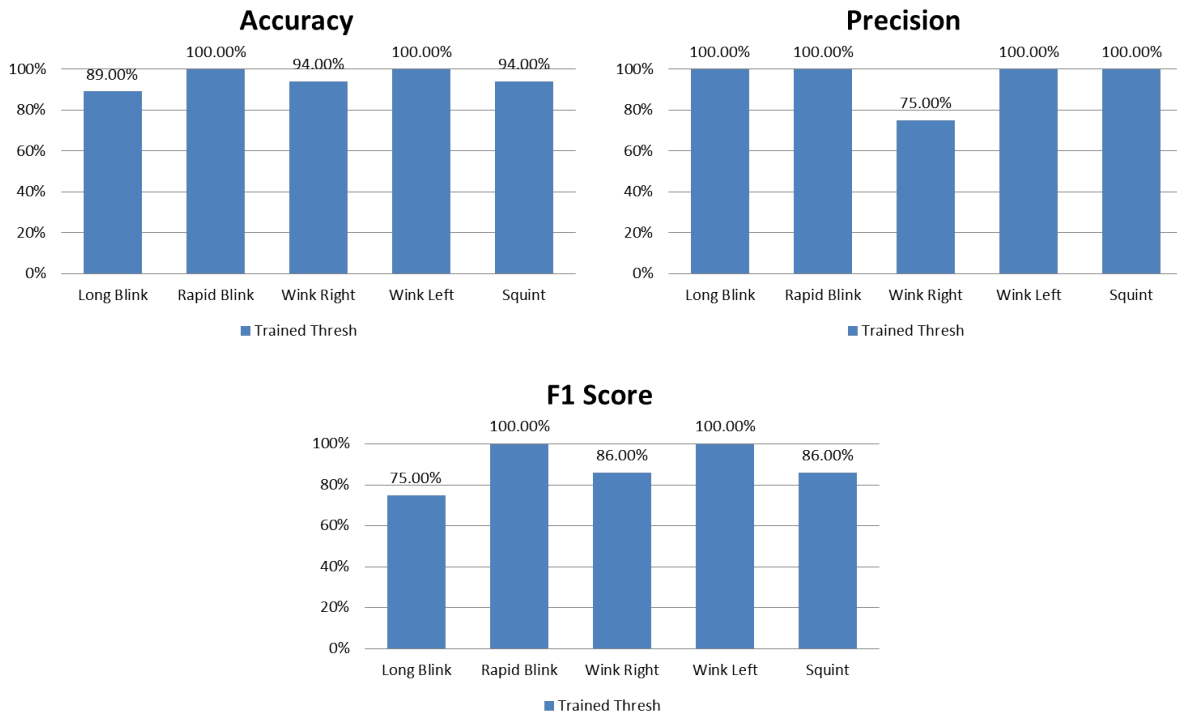 Accuracy
100.00% 100.00%
89.00% 94.00% 94.00%
100%
80%
60%
40%
20%
0%
Long Blink Rapid Blink Wink Right Wink Left Squint
Trained Thresh
Precision
100.00% 100.00% 100.00% 100.00%
75.00%
100%
80%
60%
40%
20%
0%
Long Blink Rapid Blink Wink Right Wink Left Squint
Trained Thresh
F1 Score
100.00% 100.00%
86.00% 86.00%
75.00%
100%
80%
60%
40%
20%
0%
Long Blink Rapid Blink Wink Right Wink Left Squint
Trained Thresh